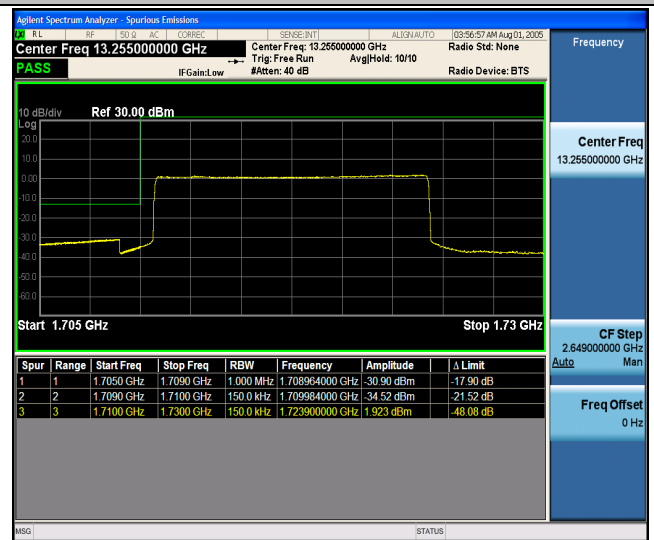 Agilent Spectrum Analyzer - Spurious Emissions
LXI RL RF 50 Ω AC CORREC SENSE:INT ALIGN AUTO 03:56:57 AM Aug 01, 2005
Center Freq 13.255000000 GHz
Center Freq: 13.255000000 GHz
Radio Std: None
Trig: Free Run Avg|Hold: 10/10
PASS
IFGain:Low
#Atten: 40 dB
Radio Device: BTS
10 dB/div Ref 30.00 dBm
Log
20.0
10.0
0.00
-10.0
-20.0
-30.0
-40.0
-50.0
-60.0
Start 1.705 GHz Stop 1.73 GHz
Spur Range Start Freq Stop Freq RBW Frequency Amplitude Δ Limit
1 1 1.7050 GHz 1.7090 GHz 1.000 MHz 1.708964000 GHz -30.90 dBm -17.90 dB
2 2 1.7090 GHz 1.7100 GHz 150.0 kHz 1.709984000 GHz -34.52 dBm -21.52 dB
3 3 1.7100 GHz 1.7300 GHz 150.0 kHz 1.723900000 GHz 1.923 dBm -48.08 dB
MSG STATUS
Frequency
Center Freq
13.255000000 GHz
CF Step
2.649000000 GHz
Auto Man
Freq Offset
0 Hz